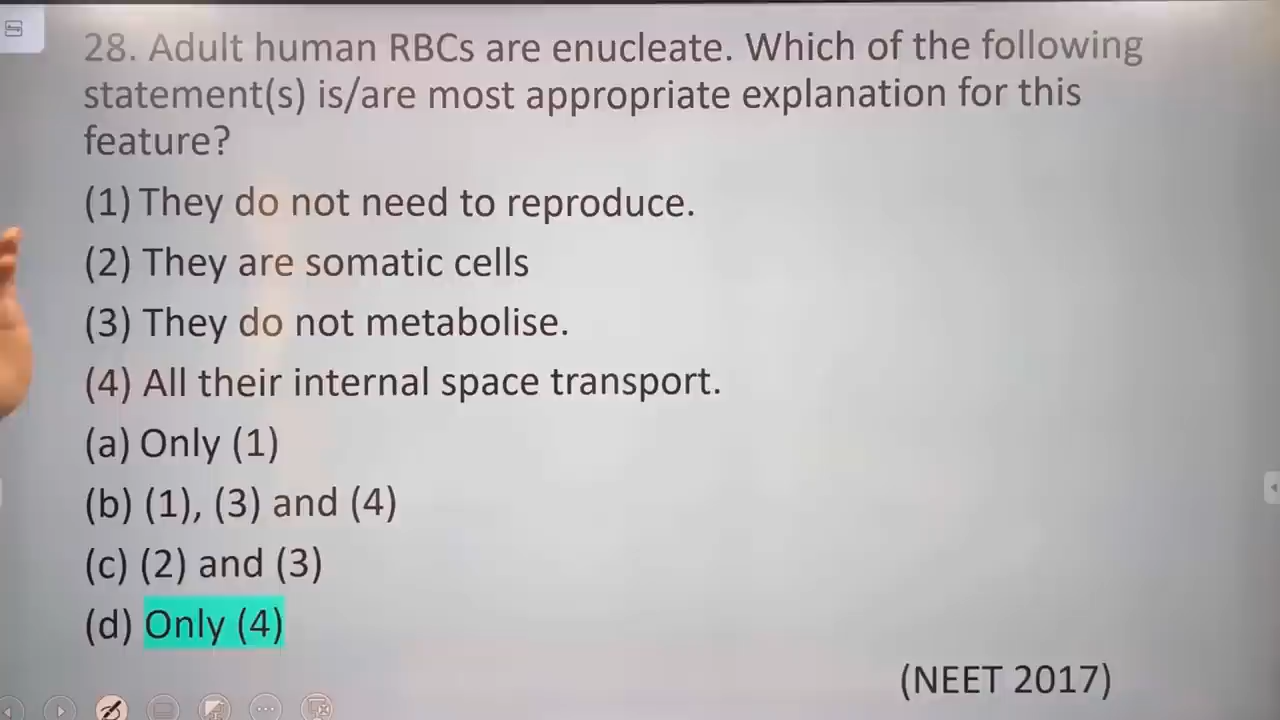 28. Adult human RBCs are enucleate. Which of the following
statement(s) is/are most appropriate explanation for this
feature?
(1) They do not need to reproduce.
(2) They are somatic cells
(3) They do not metabolise.
(4) All their internal space transport.
(a) Only (1)
(b) (1), (3) and (4)
(c) (2) and (3)
(d) Only (4)
(NEET 2017)